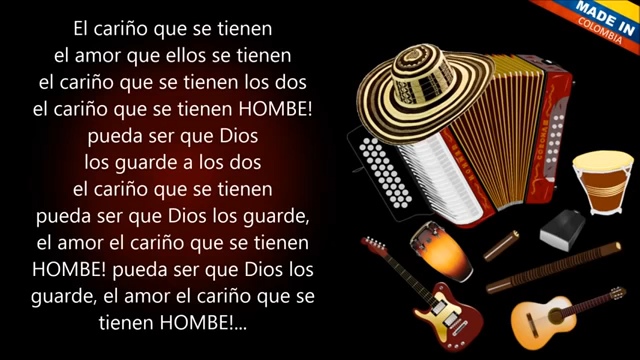 El cariño que se tienen
el amor que ellos se tienen
el cariño que se tienen los dos
el cariño que se tienen HOMBE!
pueda ser que Dios
los guarde a los dos
el cariño que se tienen
pueda ser que Dios los guarde,
el amor el cariño que se tienen
HOMBE! pueda ser que Dios los
guarde, el amor el cariño que se
tienen HOMBE!...
MADE IN
COLOMBIA